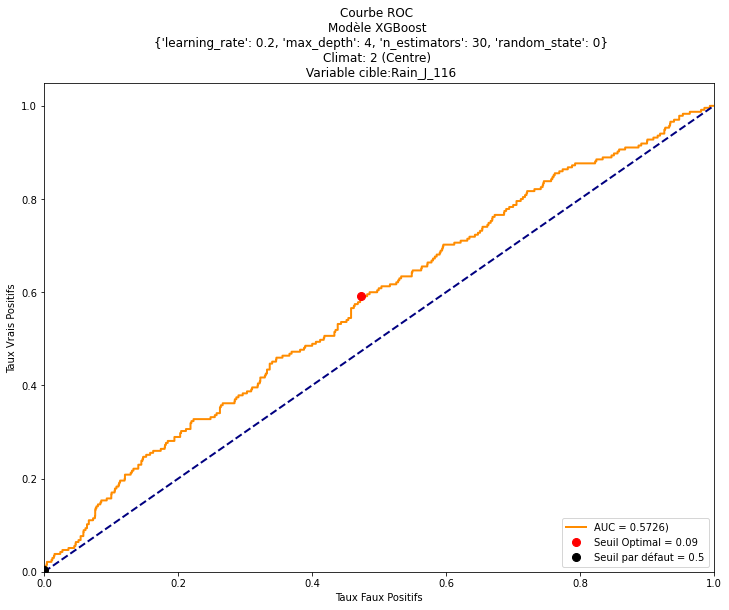 Courbe ROC
Modèle XGBoost
{'learning_rate': 0.2, 'max_depth': 4, 'n_estimators': 30, 'random_state': 0}
Climat: 2 (Centre)
Variable cible:Rain_J_116
Taux Vrais Positifs
1.0
0.8
0.6
0.4
0.2
0.0
0.0 0.2 0.4 0.6 0.8 1.0
Taux Faux Positifs
AUC = 0.5726)
Seuil Optimal = 0.09
Seuil par défaut = 0.5